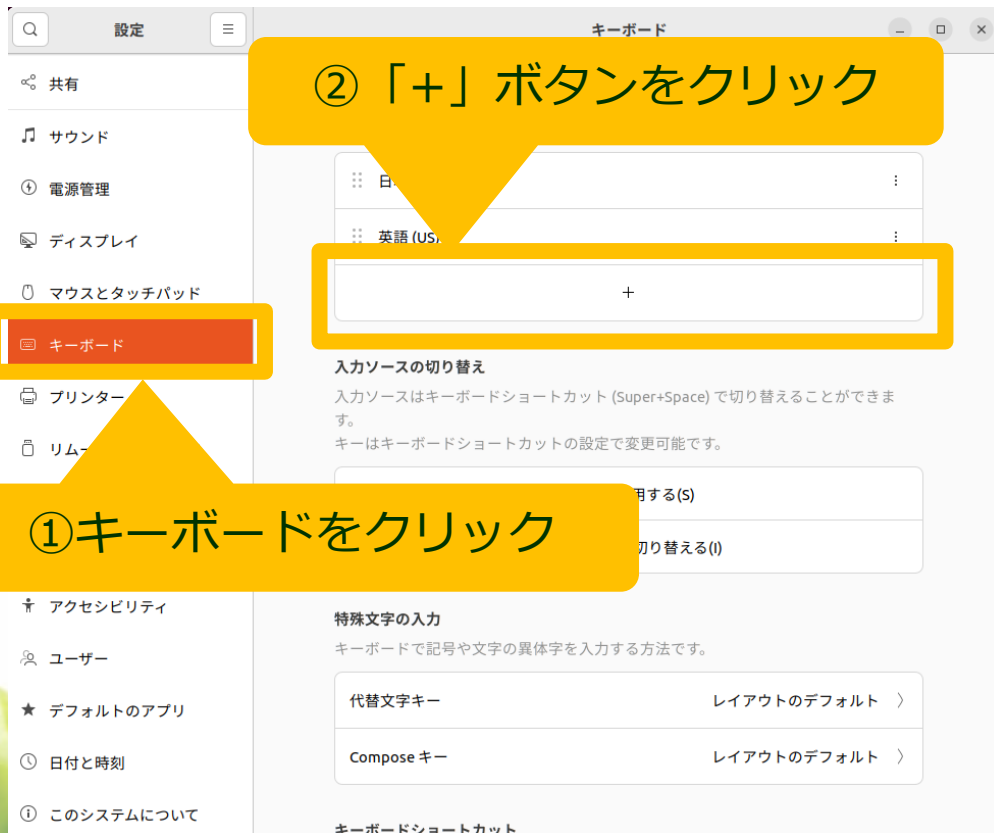 設定
キーボード
②「+」ボタンをクリック
共有
サウンド
電源管理
ディスプレイ
マウスとタッチパッド
キーボード
プリンター
①キーボードをクリック
アクセシビリティ
ユーザー
デフォルトのアプリ
日付と時刻
このシステムについて
英語 (US)
+
入力ソースの切り替え
入力ソースはキーボードショートカット (Super+Space) で切り替えることができま
す。
キーはキーボードショートカットの設定で変更可能です。
用する(S)
切り替える(I)
特殊文字の入力
キーボードで記号や文字の異体字を入力する方法です。
代替文字キー
レイアウトのデフォルト
Compose キー
レイアウトのデフォルト
キーボードショートカット